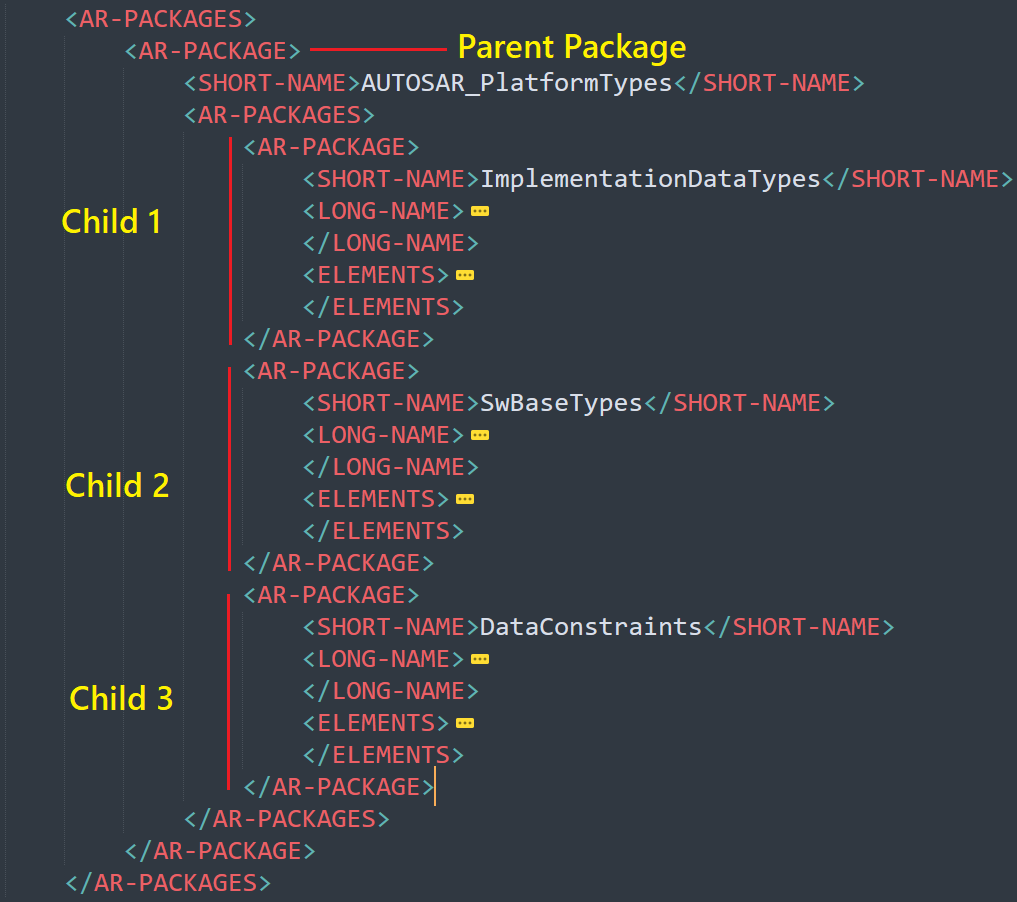 <AR-PACKAGES>
<AR-PACKAGE> Parent Package
<SHORT-NAME>AUTOSAR_PlatformTypes</SHORT-NAME>
<AR-PACKAGES>
<AR-PACKAGE>
<SHORT-NAME>ImplementationDataTypes</SHORT-NAME>
<LONG-NAME>
Child 1
</LONG-NAME>
<ELEMENTS>
</ELEMENTS>
</AR-PACKAGE>
<AR-PACKAGE>
<SHORT-NAME>SwBaseTypes</SHORT-NAME>
<LONG-NAME>
</LONG-NAME>
Child 2
<ELEMENTS>
</ELEMENTS>
</AR-PACKAGE>
<AR-PACKAGE>
<SHORT-NAME>DataConstraints</SHORT-NAME>
<LONG-NAME>
</LONG-NAME>
Child 3
<ELEMENTS>
</ELEMENTS>
</AR-PACKAGE>
</AR-PACKAGES>
</AR-PACKAGE>
</AR-PACKAGES>